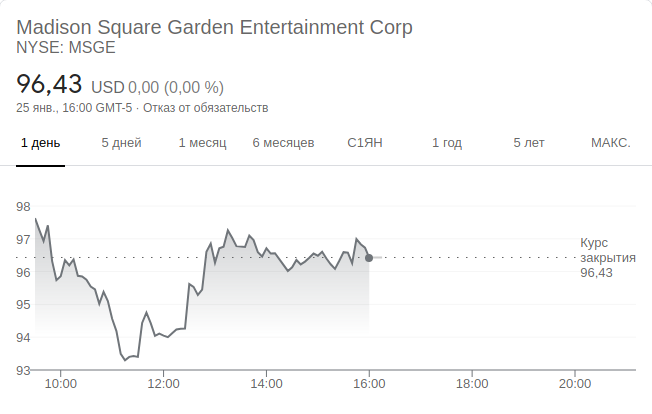 Madison Square Garden Entertainment Corp
NYSE: MSGE
96,43 USD 0,00 (0,00 %)
25 янв., 16:00 GMT-5 · Отказ от обязательств
1 день 5 дней 1 месяц 6 месяцев С1ЯН 1 год 5 лет МАКС.
98
97
Курс
закрытия
96,43
96
95
94
93
10:00 12:00 14:00 16:00 18:00 20:00